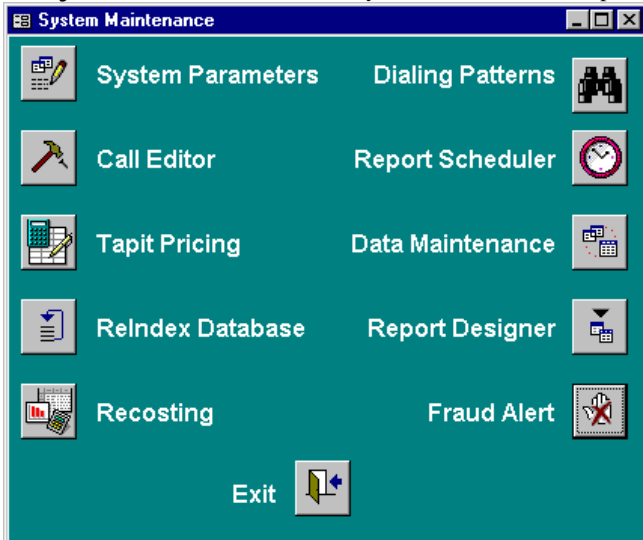 System Maintenance
System Parameters Dialing Patterns
Call Editor Report Scheduler
Tapit Pricing Data Maintenance
ReIndex Database Report Designer
Recosting Fraud Alert
Exit